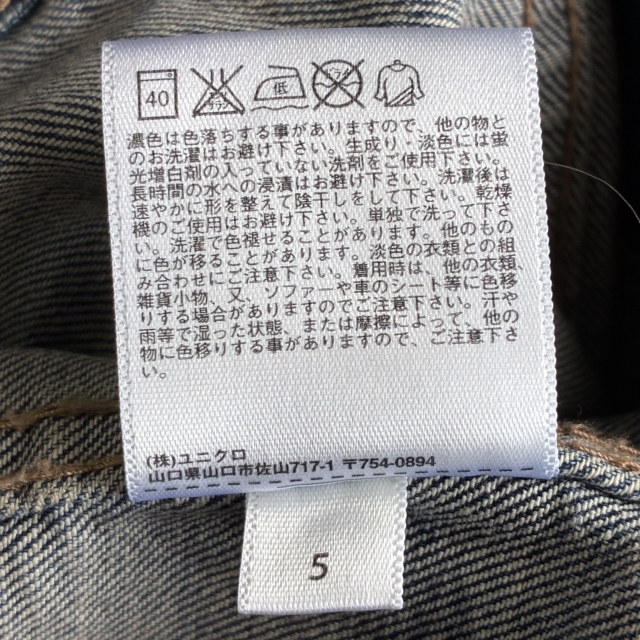 40
エンソサラシ
低
ドライ
濃色は色落ちする事がありますので、他の物と
のお洗濯はお避け下さい。生成り・淡色には蛍
光増白剤の入っていない洗剤をご使用下さい。
長時間の水への浸漬はお避け下さい。洗濯後は
速やかに形を整えて陰干しをして下さい。乾燥
機のご使用はお避け下さい。単独で洗って下さ
い。洗濯で色褪せることがあります。他のもの
に色が移ることがあります。淡色の衣類との組
み合わせにご注意下さい。着用時は、他の衣類、
雑貨小物、又、ソファーや車のシート等に色移
りする場合がありますのでご注意下さい。汗や
雨等で湿った状態、または摩擦によって、他の
物に色移りする事がありますので、ご注意下さ
い。
(株)ユニクロ
山口県山口市佐山717-1 〒754-0894
5